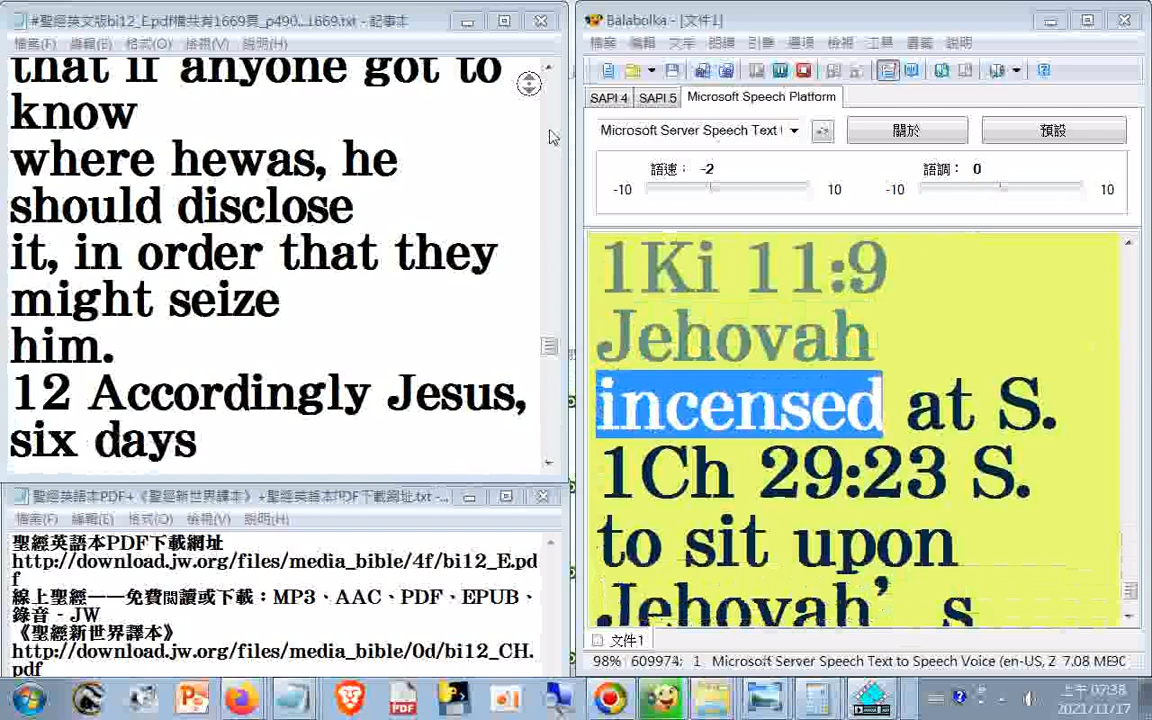 #聖經英文版bi12_E.pdf檔共有1669頁_p490...1669.txt - 記事本
檔案(F) 編輯(E) 格式(O) 檢視(V) 說明(H)
that if anyone got to
know
where hewas, he
should disclose
it, in order that they
might seize
him.
12 Accordingly Jesus,
six days
聖經英語本PDF+《聖經新世界譯本》+聖經英語本PDF下載網址.txt -...
檔案(F) 編輯(E) 格式(O) 檢視(V) 說明(H)
聖經英語本PDF下載網址
http://download.jw.org/files/media_bible/4f/bi12_E.pd
f
線上聖經——免費閱讀或下載：MP3、AAC、PDF、EPUB、
錄音 - JW
《聖經新世界譯本》
http://download.jw.org/files/media_bible/0d/bi12_CH.
pdf
Balabolka - [文件1]
檔案 編輯 文字 朗讀 引擎 選項 檢視 工具 書籤 說明
SAPI 4 SAPI 5 Microsoft Speech Platform
Microsoft Server Speech Text 關於 預設
語速： -2 語調： 0
-10 10 -10 10
1Ki 11:9
Jehovah
incensed at S.
1Ch 29:23 S.
to sit upon
Jehovah’s
文件1
98% 609974: 1 Microsoft Server Speech Text to Speech Voice (en-US, Z 7.08 MB
PDF
上午 07:38
2021/11/17